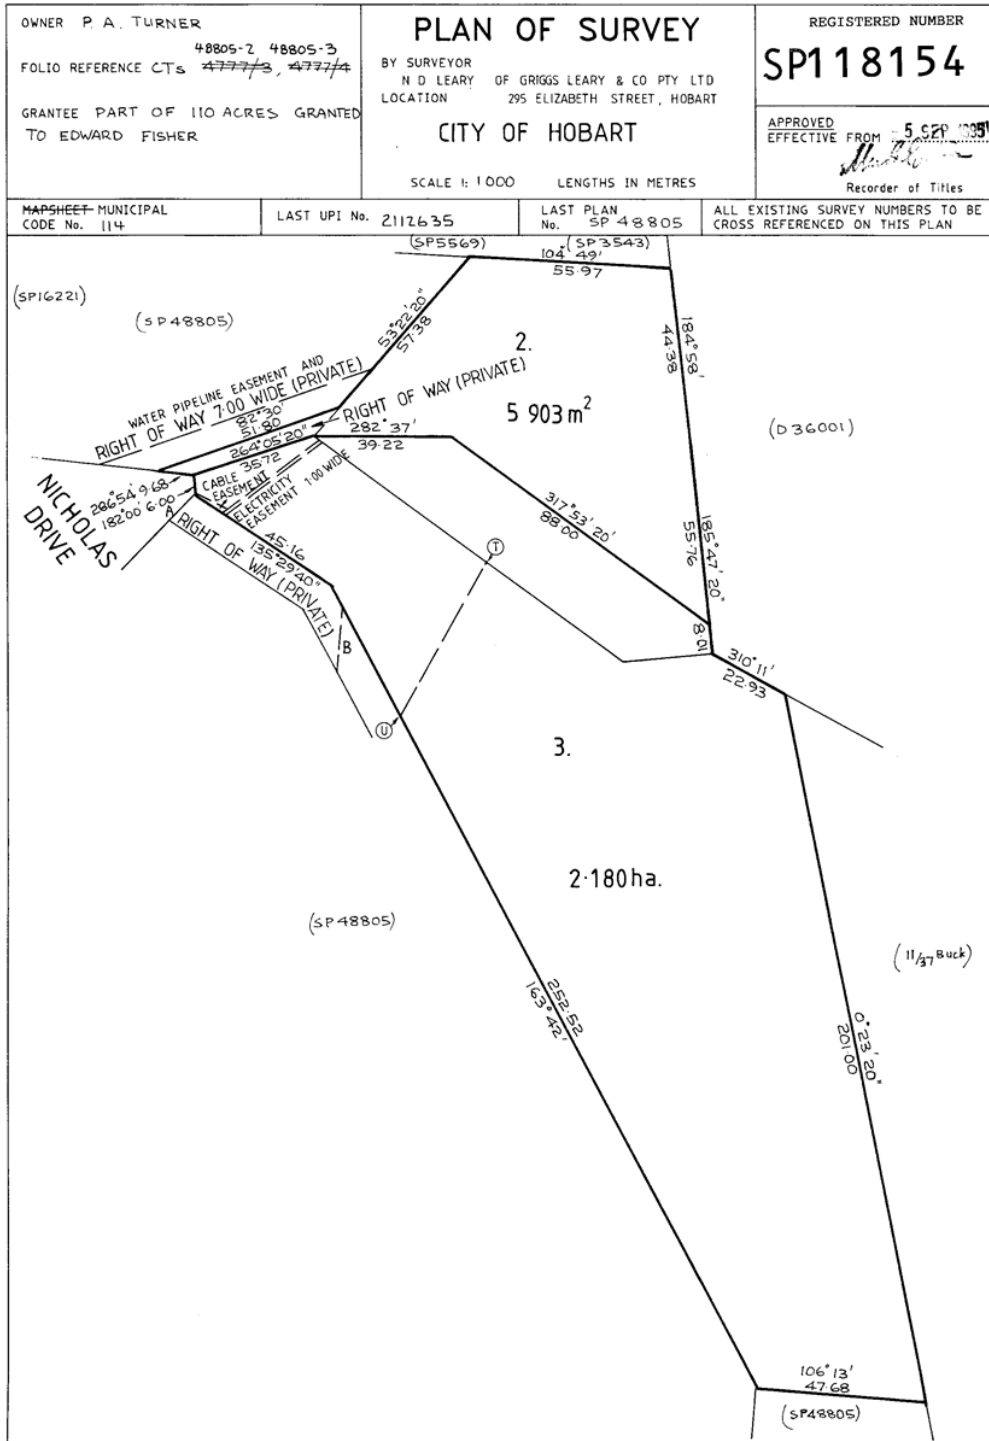 OWNER P. A. TURNER
48805-2 48805-3
FOLIO REFERENCE CTs 4777/3, 4777/4
GRANTEE PART OF 110 ACRES GRANTED
TO EDWARD FISHER
PLAN OF SURVEY
BY SURVEYOR
N D LEARY OF GRIGGS LEARY & CO PTY LTD
LOCATION 295 ELIZABETH STREET, HOBART
CITY OF HOBART
SCALE 1: 1000 LENGTHS IN METRES
REGISTERED NUMBER
SP118154
APPROVED
EFFECTIVE FROM 5 SEP 1995
Recorder of Titles
MAPSHEET MUNICIPAL
CODE No. 114
LAST UPI No. 2112635
LAST PLAN
No. SP 48805
ALL EXISTING SURVEY NUMBERS TO BE
CROSS REFERENCED ON THIS PLAN
(SP5569)
(SP3543)
104°49'
55·97
(SP16221)
(SP48805)
53°22'20"
57·38
2.
184°58'
44·38
WATER PIPELINE EASEMENT AND
RIGHT OF WAY 7·00 WIDE (PRIVATE)
82°30'
51·80
RIGHT OF WAY (PRIVATE)
5 903 m²
(D36001)
264°05'20"
35·72
282°37'
39·22
CABLE
EASEMENT
ELECTRICITY
EASEMENT 1·00 WIDE
286°54' 9·68
182°00' 6·00
NICHOLAS
DRIVE
A
RIGHT OF WAY (PRIVATE)
45·16
135°29'40"
317°53'20"
88·00
185°47'20"
55·76
T
B
8·01
310°11'
22·93
U
3.
2·180ha.
(SP48805)
(11/37 Buck)
252·52
163°42'
0°23'20"
201·00
106°13'
47·68
(SP48805)